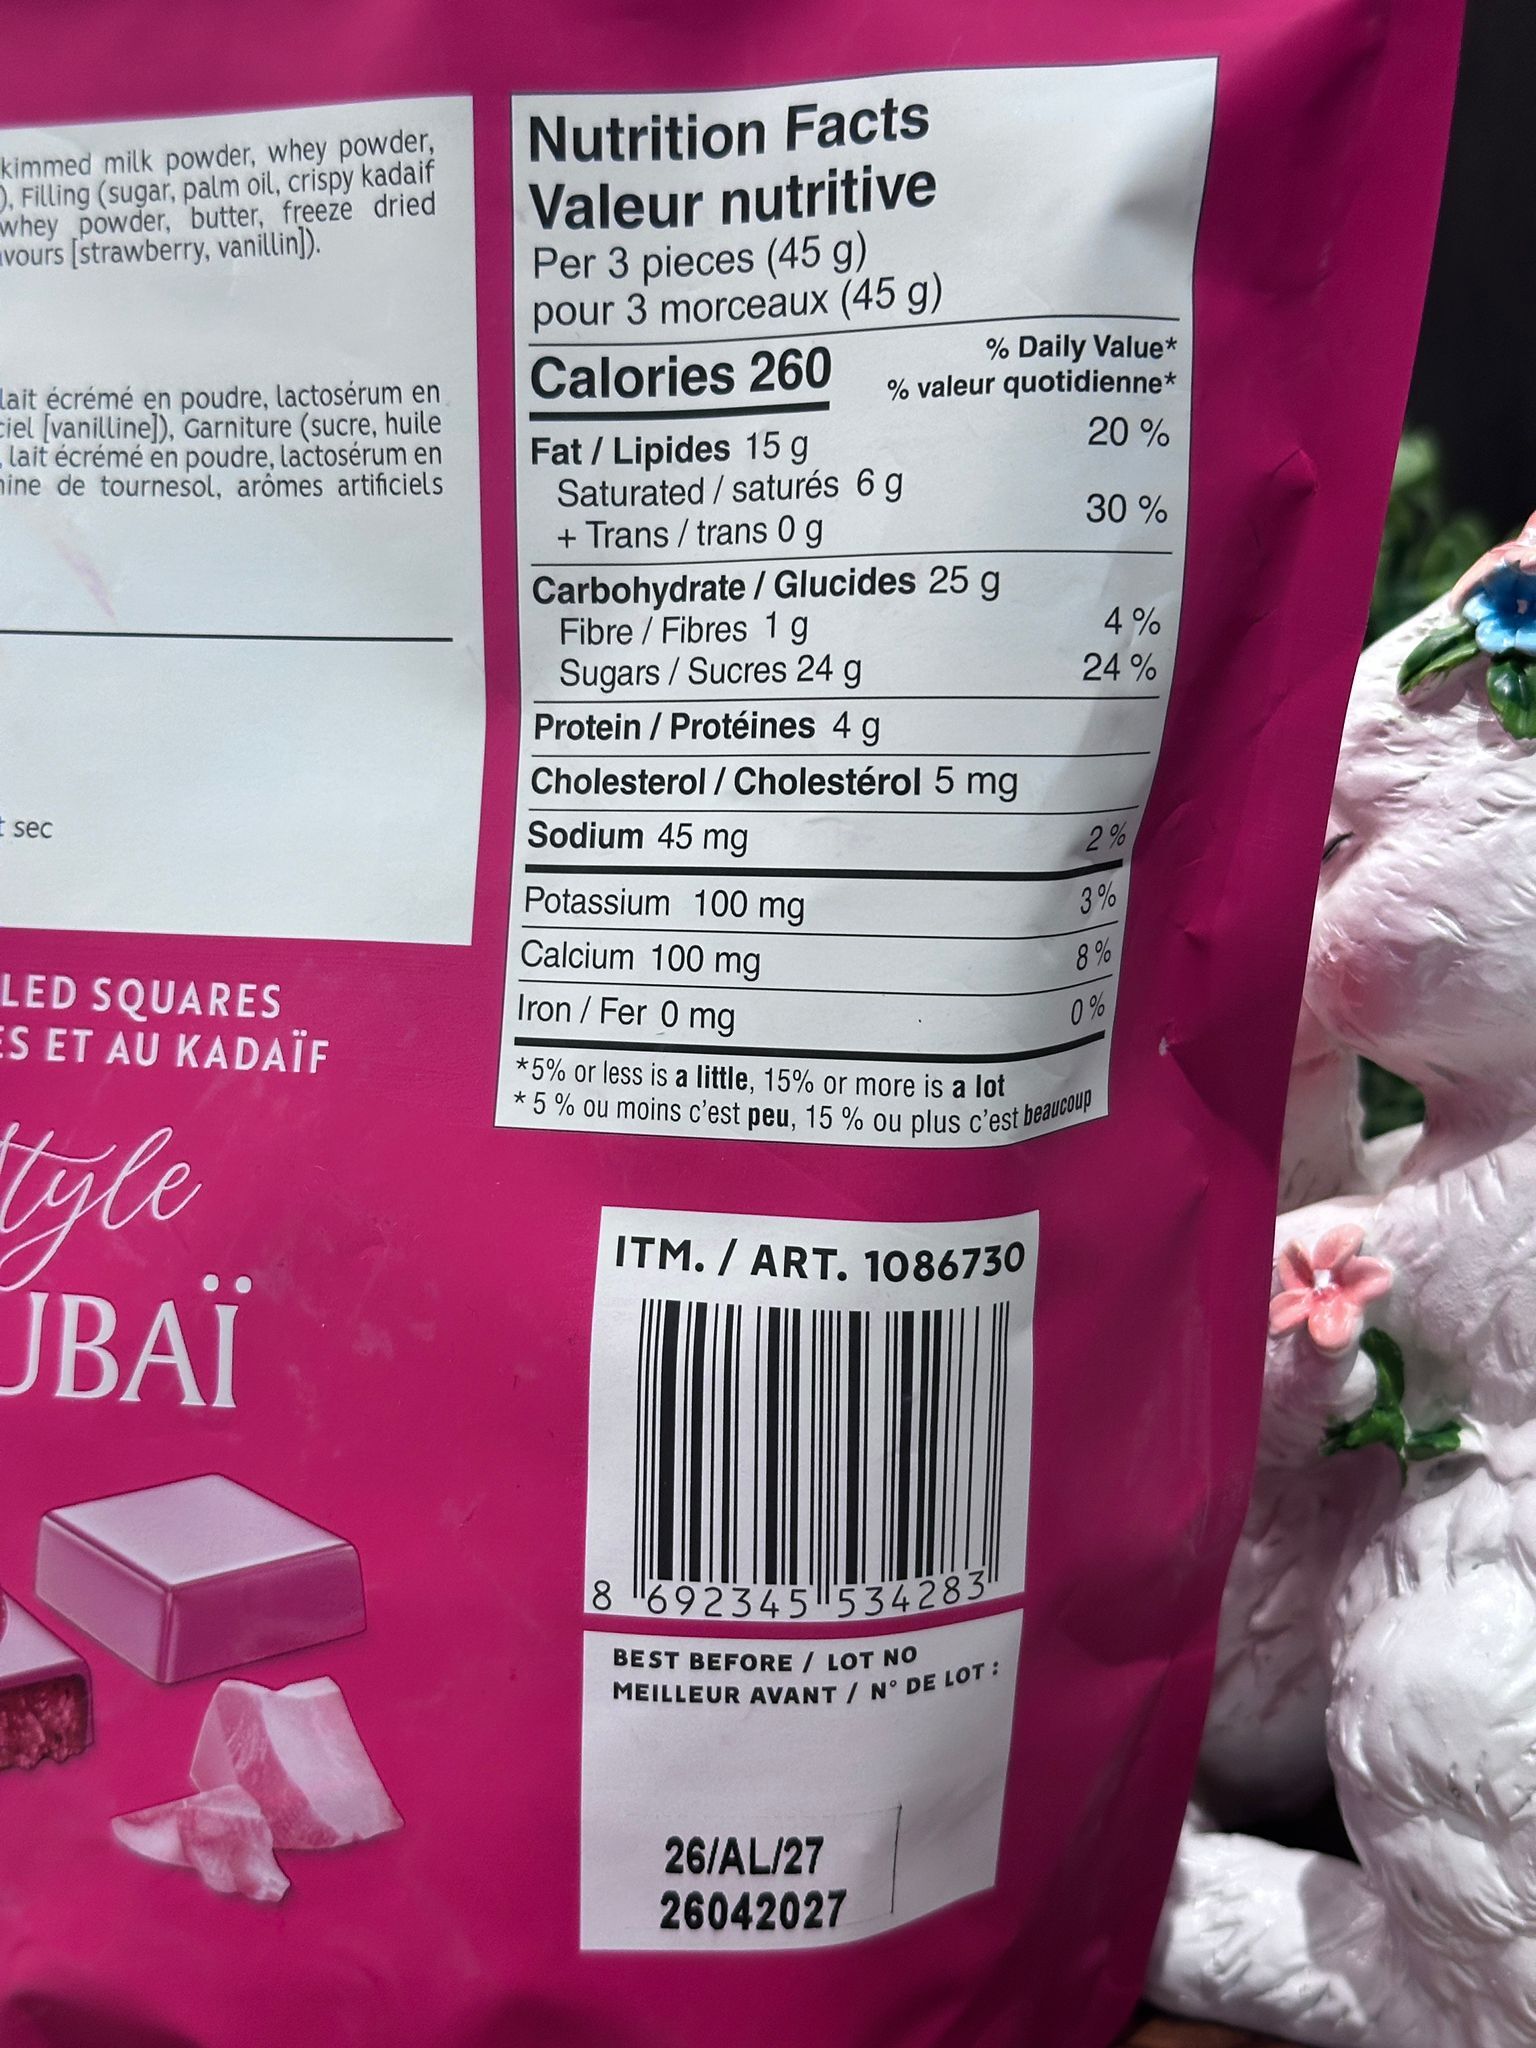 kimmed milk powder, whey powder,
), Filling (sugar, palm oil, crispy kadaif
whey powder, butter, freeze dried
vours [strawberry, vanillin]).
lait écrémé en poudre, lactosérum en
ciel [vanilline]), Garniture (sucre, huile
, lait écrémé en poudre, lactosérum en
nine de tournesol, arômes artificiels
t sec
LED SQUARES
ES ET AU KADAÏF
style
UBAÏ
Nutrition Facts
Valeur nutritive
Per 3 pieces (45 g)
pour 3 morceaux (45 g)
Calories 260
% Daily Value*
% valeur quotidienne*
Fat / Lipides 15 g 20 %
Saturated / saturés 6 g
+ Trans / trans 0 g 30 %
Carbohydrate / Glucides 25 g
Fibre / Fibres 1 g 4 %
Sugars / Sucres 24 g 24 %
Protein / Protéines 4 g
Cholesterol / Cholestérol 5 mg
Sodium 45 mg 2 %
Potassium 100 mg 3 %
Calcium 100 mg 8 %
Iron / Fer 0 mg 0 %
*5% or less is a little, 15% or more is a lot
* 5 % ou moins c'est peu, 15 % ou plus c'est beaucoup
ITM. / ART. 1086730
8 692345 534283
BEST BEFORE / LOT NO
MEILLEUR AVANT / N° DE LOT :
26/AL/27
26042027